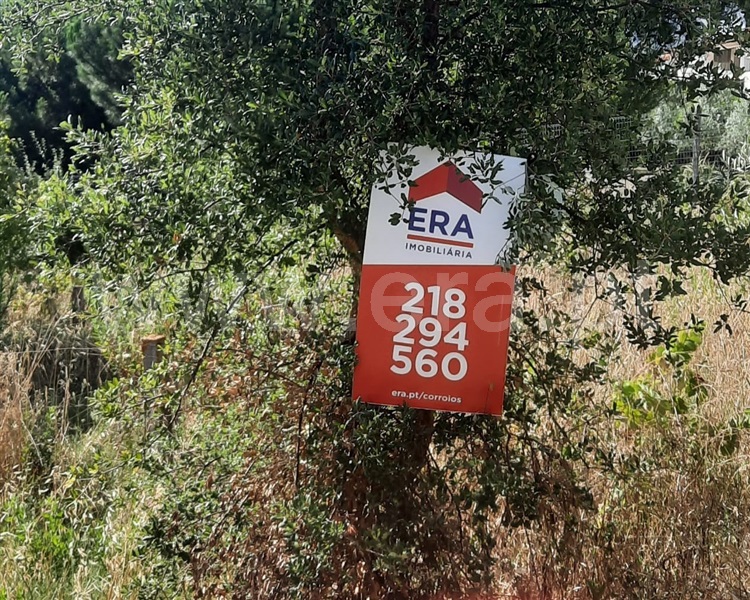 ERA
IMOBILIÁRIA
218
294
560
era.pt/corroios